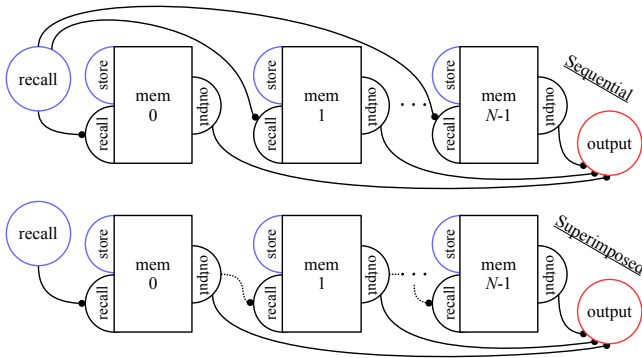 Sequential
recall
store
recall
mem
0
output
store
recall
mem
1
output
. . .
store
recall
mem
N-1
output
output
Superimposed
recall
store
recall
mem
0
output
store
recall
mem
1
output
. . .
store
recall
mem
N-1
output
output